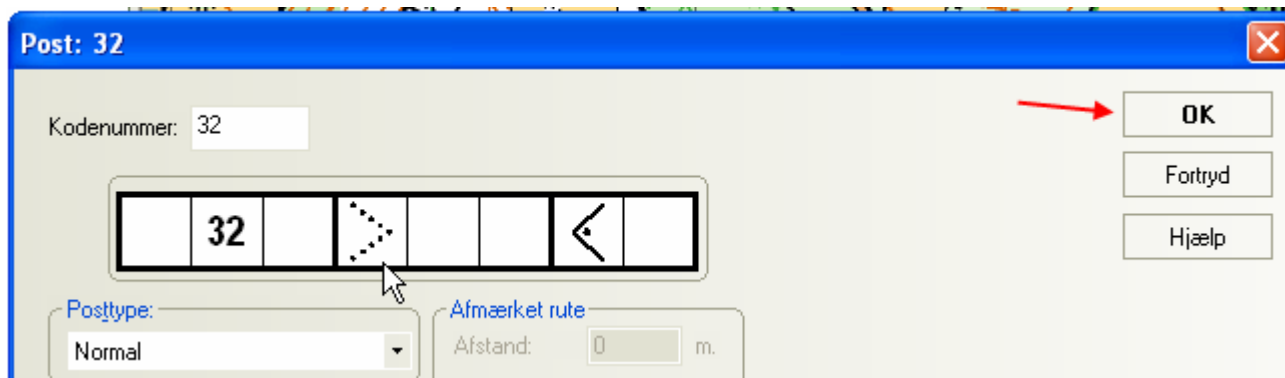 Post: 32
Kodenummer: 32
OK
Fortryd
Hjælp
32
Posttype:
Normal
Afmærket rute
Afstand: 0 m.